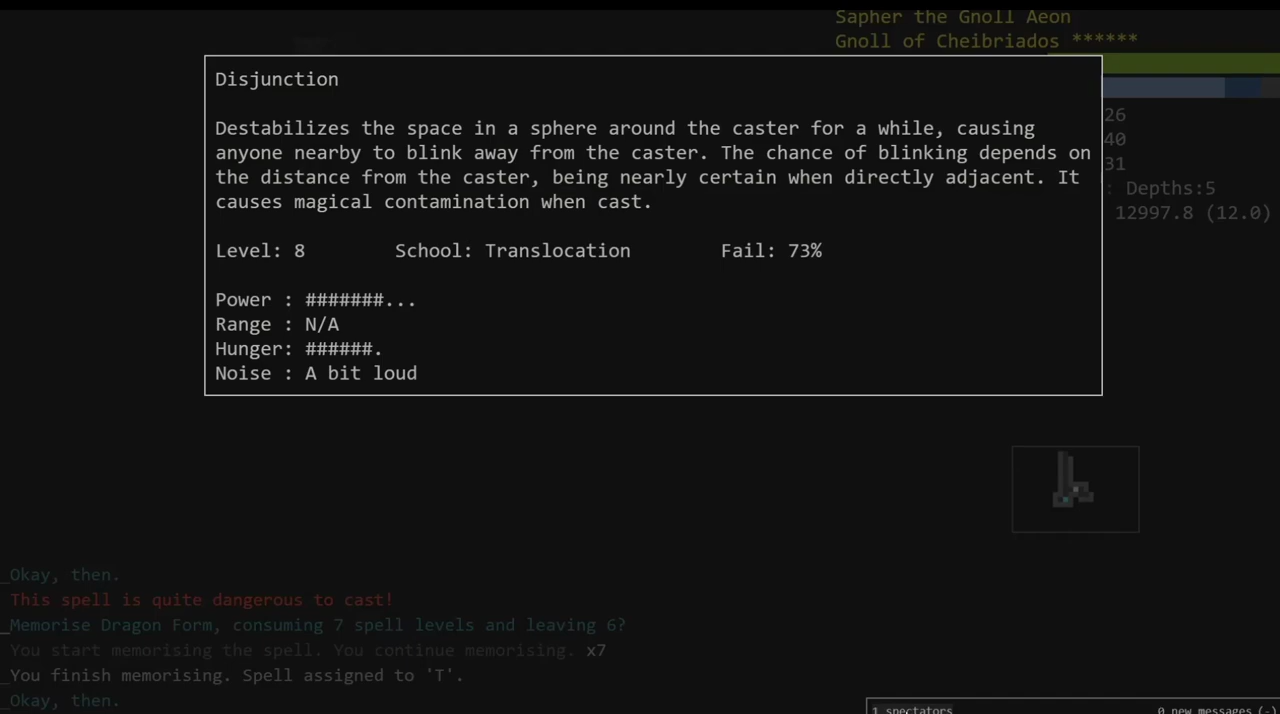 Sapher the Gnoll Aeon
Gnoll of Cheibriados ******
Disjunction
Destabilizes the space in a sphere around the caster for a while, causing
anyone nearby to blink away from the caster. The chance of blinking depends on
the distance from the caster, being nearly certain when directly adjacent. It
causes magical contamination when cast.
Level: 8 School: Translocation Fail: 73%
Power : #######...
Range : N/A
Hunger: ######.
Noise : A bit loud
26
40
31
: Depths:5
12997.8 (12.0)
_Okay, then.
This spell is quite dangerous to cast!
_Memorise Dragon Form, consuming 7 spell levels and leaving 6?
You start memorising the spell. You continue memorising. x7
_You finish memorising. Spell assigned to 'T'.
_Okay, then.
1 spectators 0 new messages (-)